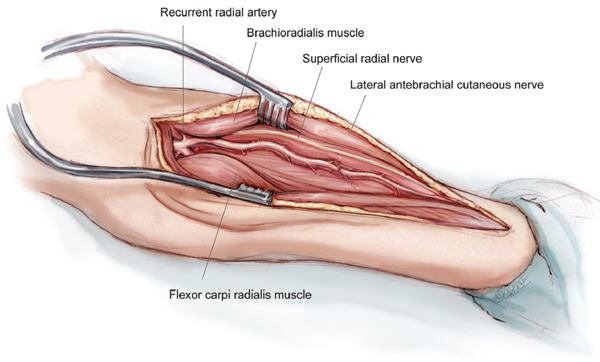 Recurrent radial artery
Brachioradialis muscle
Superficial radial nerve
Lateral antebrachial cutaneous nerve
Flexor carpi radialis muscle